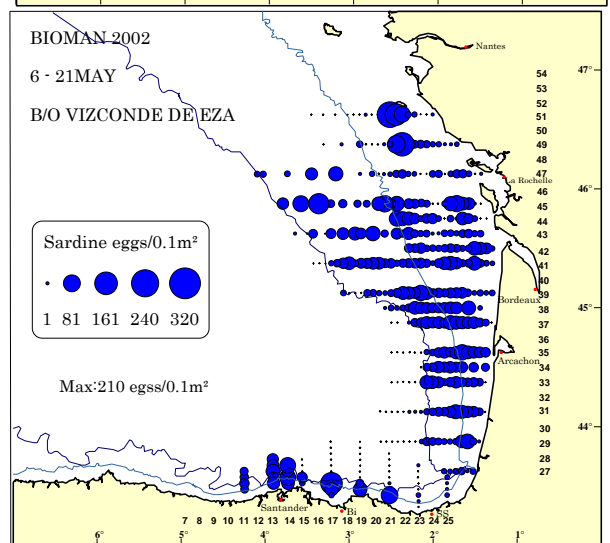 BIOMAN 2002
6 - 21MAY
B/O VIZCONDE DE EZA
Nantes
47°
54
53
52
51
50
49
48
47
La Rochelle
46
46°
45
44
43
42
41
40
39
Bordeaux
45°
38
37
36
35
Arcachon
34
33
32
31
44°
30
29
28
27
Sardine eggs/0.1m²
1 81 161 240 320
Max:210 egss/0.1m²
Santander
Bi
SS
7 8 9 10 11 12 13 14 15 16 17 18 19 20 21 22 23 24 25
6° 5° 4° 3° 2° 1°